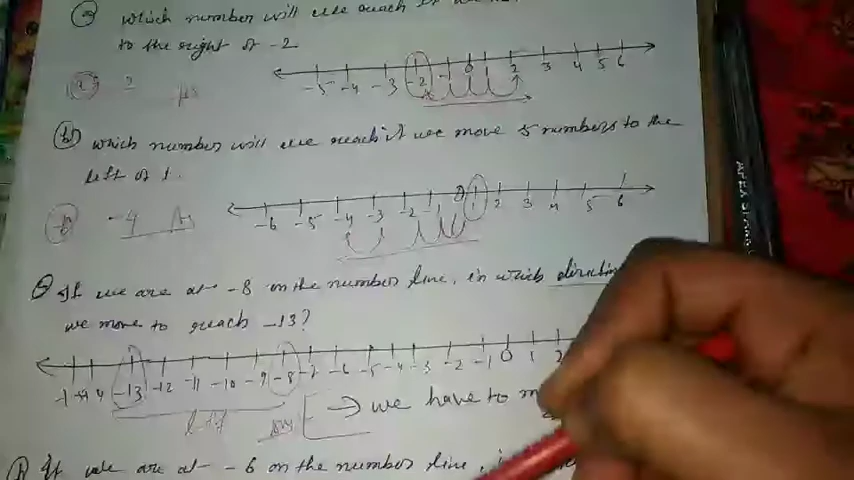 (a) which number will we reach if we
to the right of -2
2
-5 -4 -3 -2 -1 0 2 3 4 5 6
(b) which number will we reach if we move 5 numbers to the
left of 1.
-4 Ans
-6 -5 -4 -3 -2 -1 0 1 2 3 4 5 6
If we are at -8 on the number line, in which direction
we move to reach -13?
-13 -12 -11 -10 -9 -8 -7 -6 -5 -4 -3 -2 -1 0 1 2
left Ans → we have to
If we are at -6 on the number line,